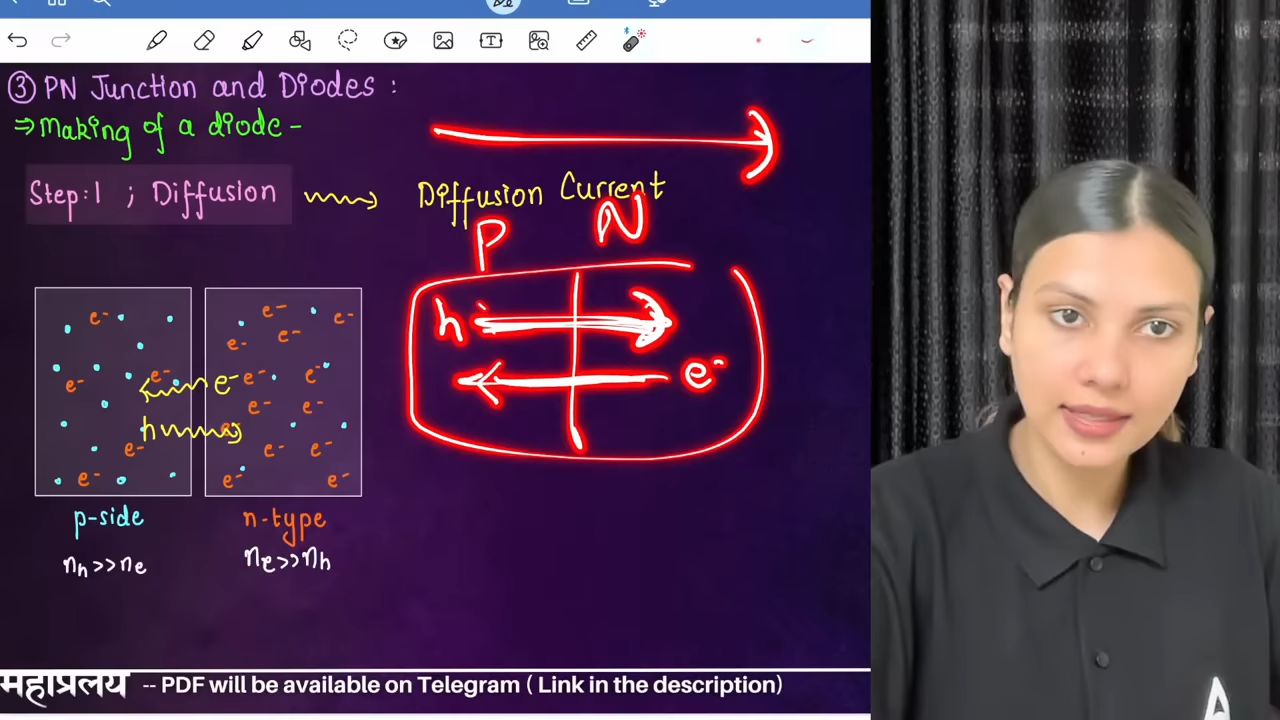 ③ PN Junction and Diodes :
⇒ Making of a diode -
Step:1 ; Diffusion
Diffusion Current
P
N
h
e⁻
e⁻
h
p-side
n-type
nₕ>>nₑ
nₑ>>nₕ
महाप्रलय -- PDF will be available on Telegram ( Link in the description)